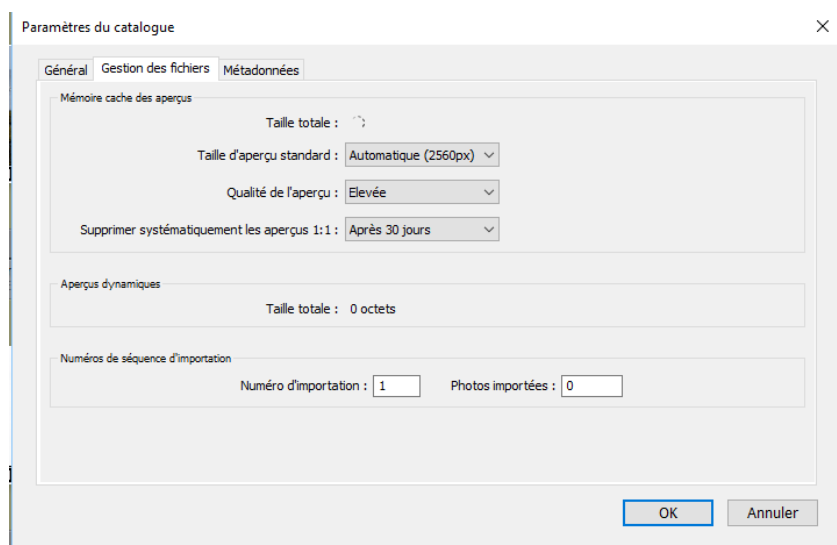 Paramètres du catalogue
Général Gestion des fichiers Métadonnées
Mémoire cache des aperçus
Taille totale :
Taille d'aperçu standard : Automatique (2560px)
Qualité de l'aperçu : Elevée
Supprimer systématiquement les aperçus 1:1 : Après 30 jours
Aperçus dynamiques
Taille totale : 0 octets
Numéros de séquence d'importation
Numéro d'importation : 1 Photos importées : 0
OK Annuler